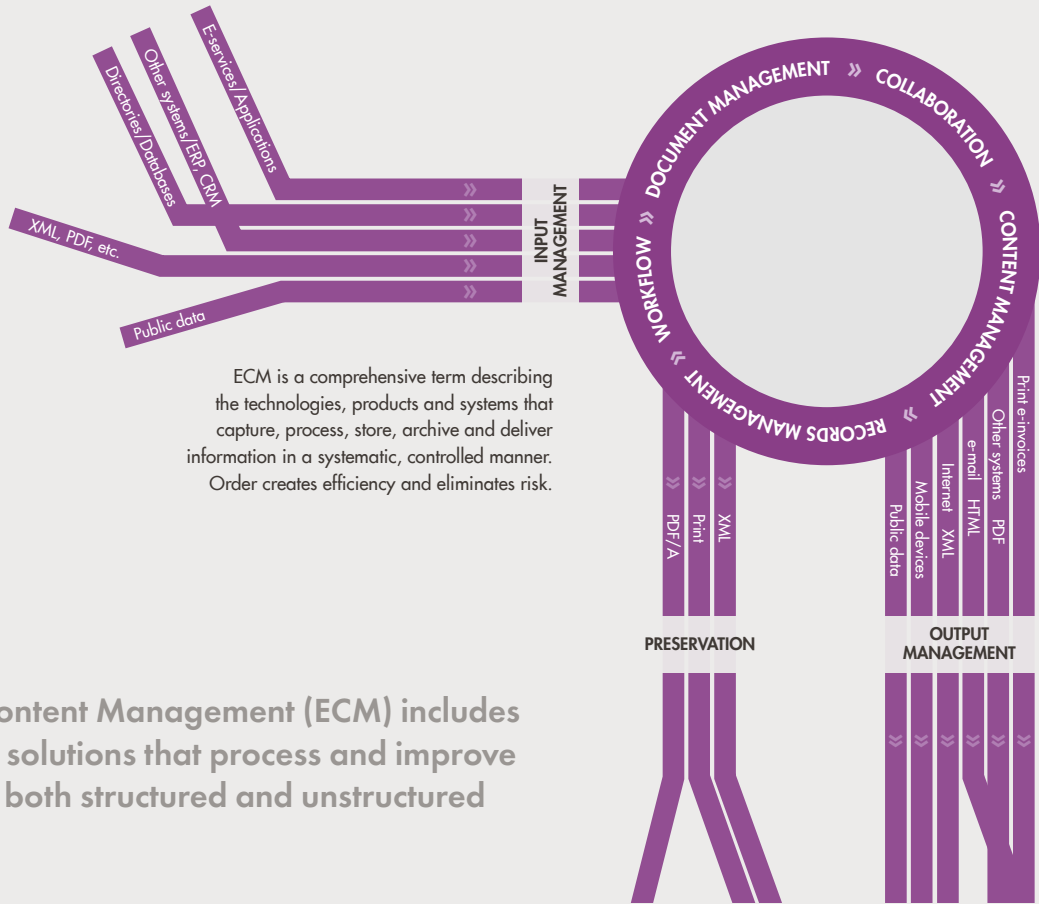 E-services/Applications
Other systems/ERP, CRM
Directories/Databases
XML, PDF, etc.
Public data
INPUT
MANAGEMENT
DOCUMENT MANAGEMENT » COLLABORATION » CONTENT MANAGEMENT » RECORDS MANAGEMENT » WORKFLOW »
ECM is a comprehensive term describing
the technologies, products and systems that
capture, process, store, archive and deliver
information in a systematic, controlled manner.
Order creates efficiency and eliminates risk.
PDF/A
Print
XML
Public data
Mobile devices
Internet XML
e-mail HTML
Other systems PDF
Print e-invoices
PRESERVATION
OUTPUT
MANAGEMENT
ontent Management (ECM) includes
solutions that process and improve
both structured and unstructured